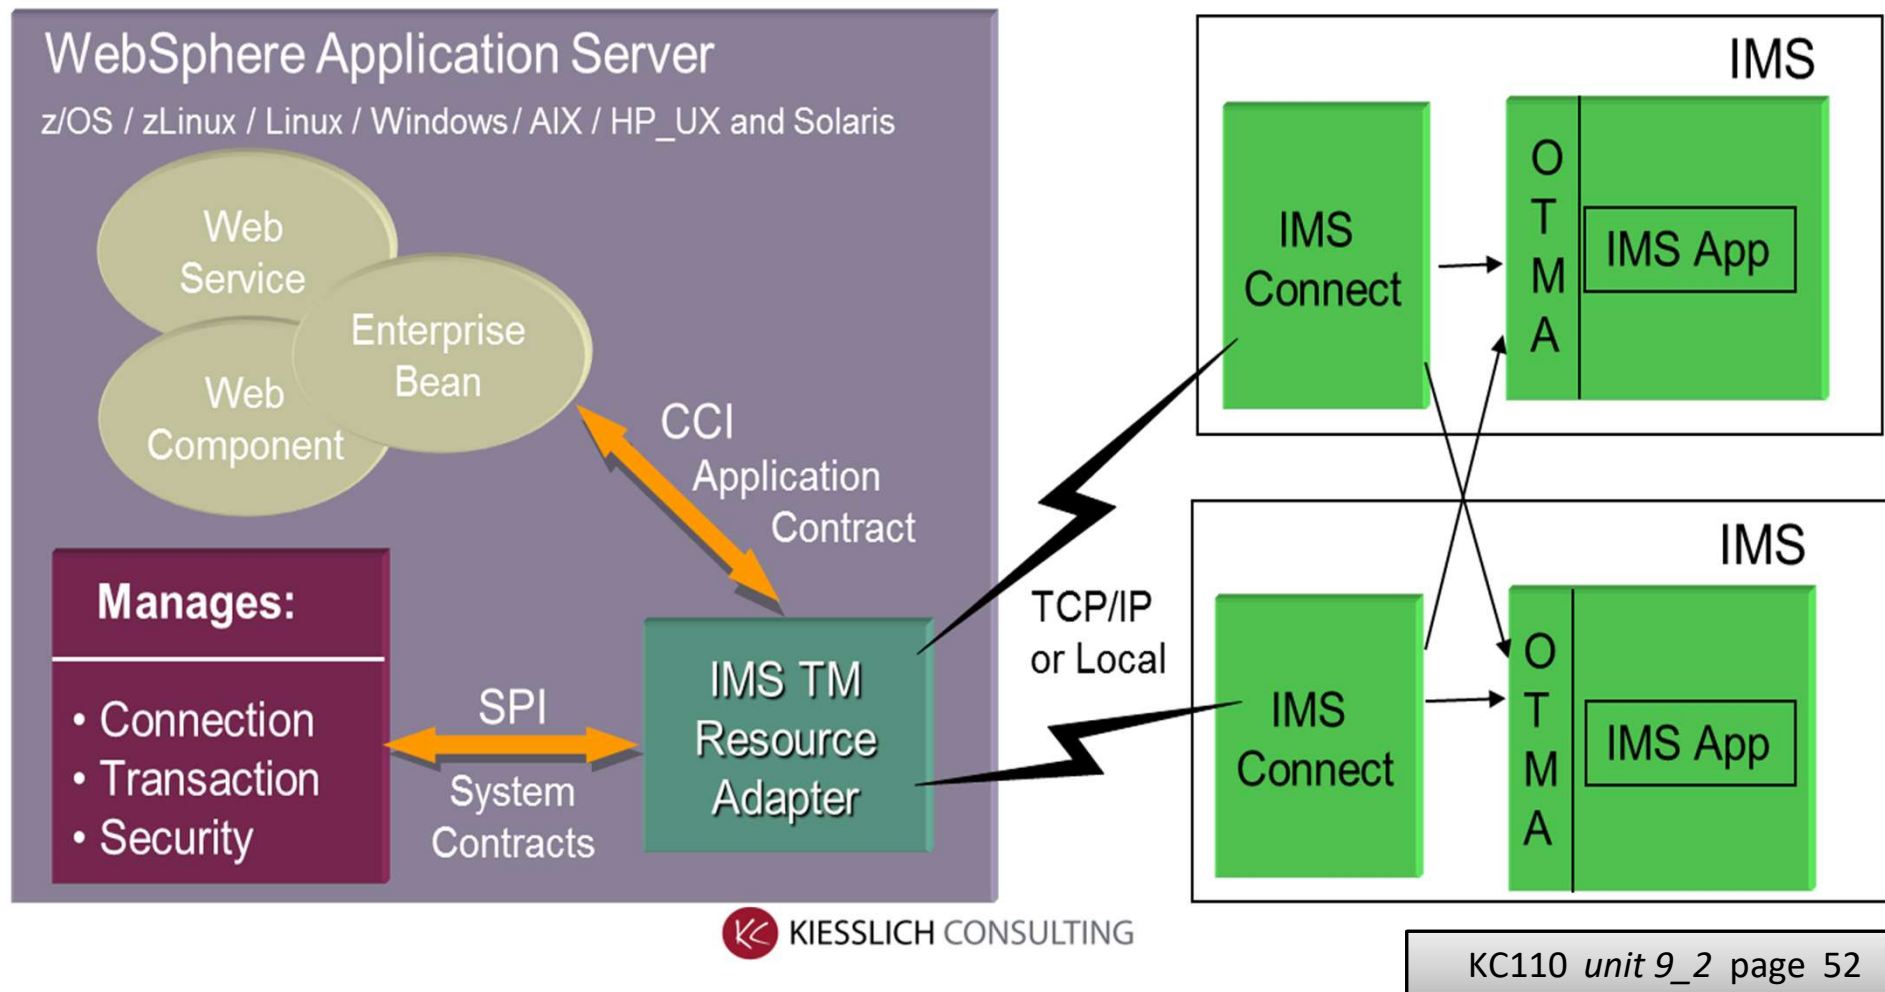 WebSphere Application Server
z/OS / zLinux / Linux / Windows / AIX / HP_UX and Solaris
Web
Service
Enterprise
Bean
Web
Component
CCI
Application
Contract
Manages:
• Connection
• Transaction
• Security
SPI
System
Contracts
IMS TM
Resource
Adapter
TCP/IP
or Local
IMS
IMS
Connect
O
T
M
A
IMS App
IMS
IMS
Connect
O
T
M
A
IMS App
KC KIESSLICH CONSULTING
KC110 unit 9_2 page 52